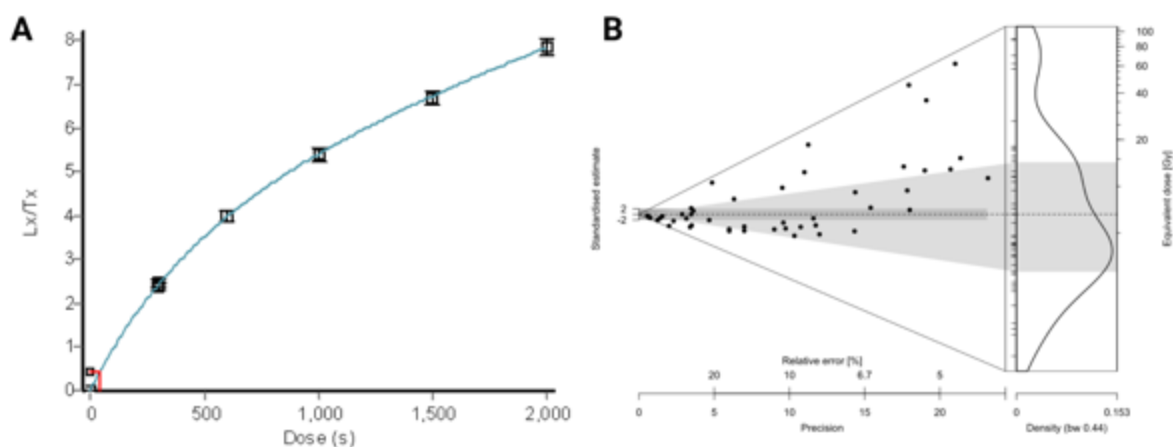 A
8
7
6
5
4
3
2
1
0
Lx/Tx
0 500 1,000 1,500 2,000
Dose (s)
B
Standardised estimate
2
-2
100
80
60
40
20
Equivalent dose [Gy]
Relative error [%]
20 10 6.7 5
0 5 10 15 20
Precision
0 0.153
Density (bw 0.44)